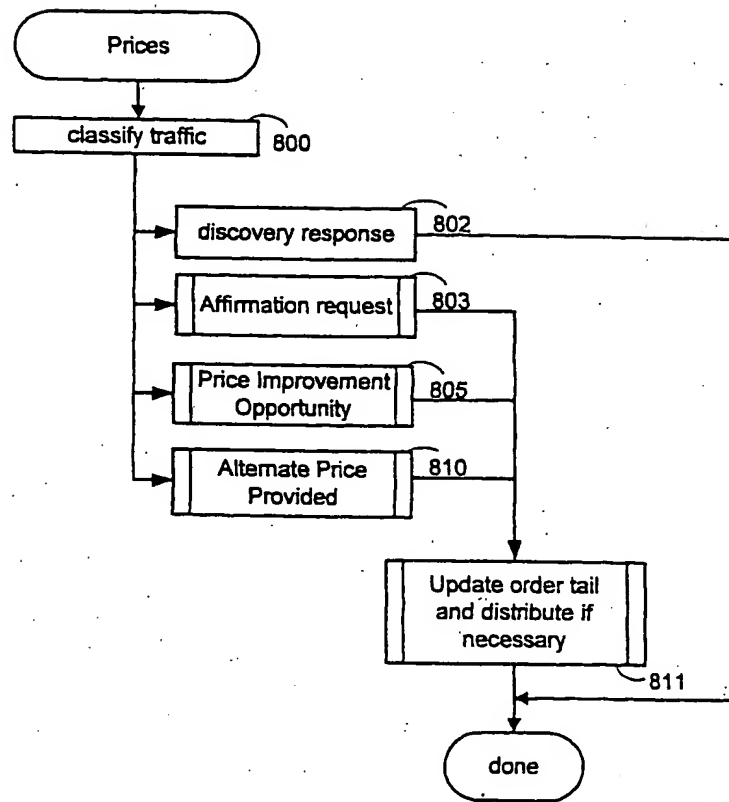 Prices
classify traffic
800
discovery response
802
Affirmation request
803
Price Improvement
Opportunity
805
Alternate Price
Provided
810
Update order tail
and distribute if
necessary
811
done